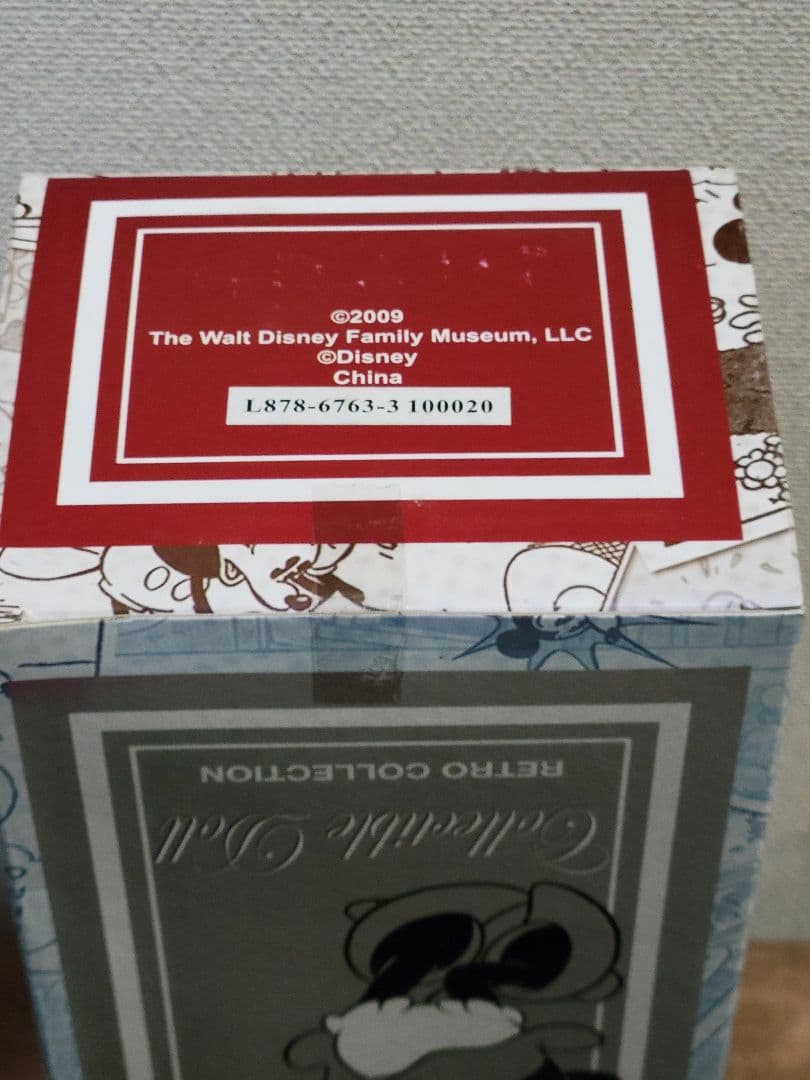 ©2009
The Walt Disney Family Museum, LLC
©Disney
China
L878-6763-3 100020
RETRO COLLECTION
Collectible Doll